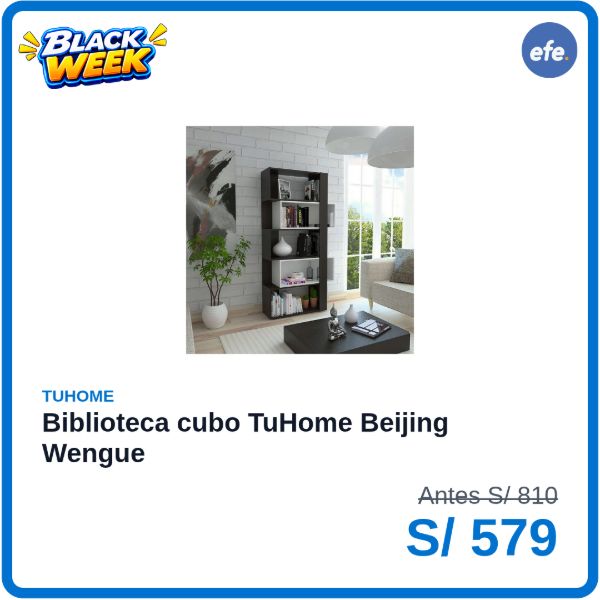 BLACK
WEEK
efe.
TUHOME
Biblioteca cubo TuHome Beijing
Wengue
Antes S/ 810
S/ 579